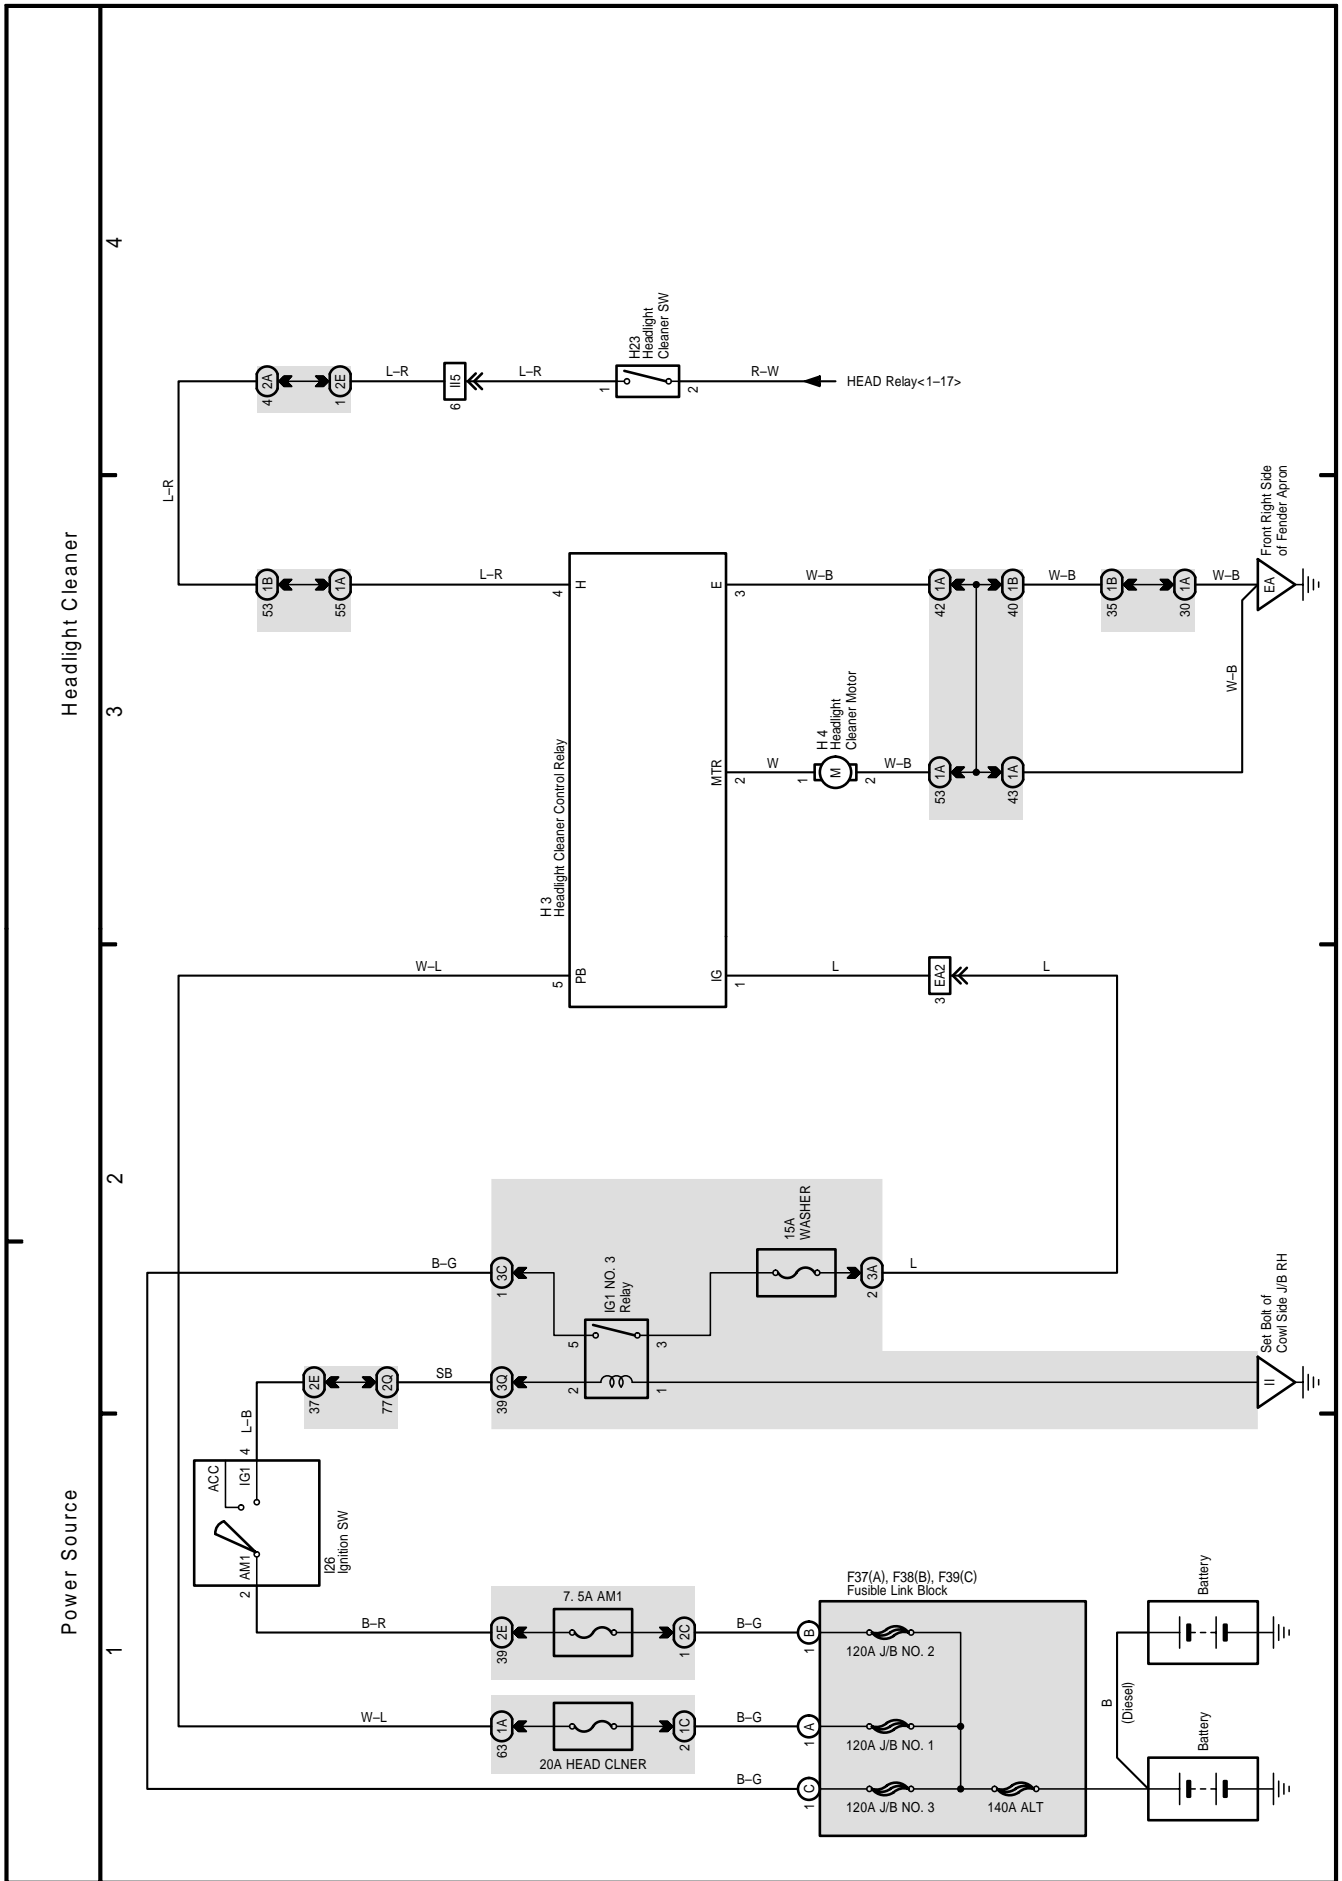 Power Source
Headlight Cleaner
1
2
3
4
B–G
W–L
L–R
2
AM1
ACC
IG1
4
L–B
I26
Ignition SW
37
2E
77
2Q
SB
B–R
W–L
39
2E
7. 5A AM1
1
2C
B–G
63
1A
20A HEAD CLNER
2
1C
B–G
B–G
1
C
1
A
1
B
F37(A), F38(B), F39(C)
Fusible Link Block
120A J/B NO. 2
120A J/B NO. 1
120A J/B NO. 3
140A ALT
B
(Diesel)
Battery
Battery
39
3Q
1
3C
2
5
1
3
IG1 NO. 3
Relay
15A
WASHER
2
3A
L
II
Set Bolt of
Cowl Side J/B RH
W–L
5
PB
H 3
Headlight Cleaner Control Relay
IG
1
L
3
EA2
L
MTR
2
W
1
M
2
H 4
Headlight
Cleaner Motor
W–B
53
1A
43
1A
W–B
53
1B
55
1A
L–R
4
H
E
3
W–B
42
1A
40
1B
W–B
35
1B
30
1A
W–B
EA
Front Right Side
of Fender Apron
4
2A
1
2E
L–R
6
II5
L–R
1
2
H23
Headlight
Cleaner SW
R–W
HEAD Relay<1–17>